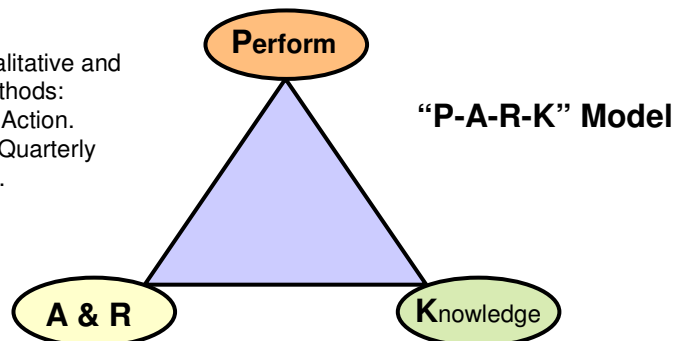 Perform
alitative and
thods:
Action.
Quarterly
.
“P-A-R-K” Model
A & R
Knowledge